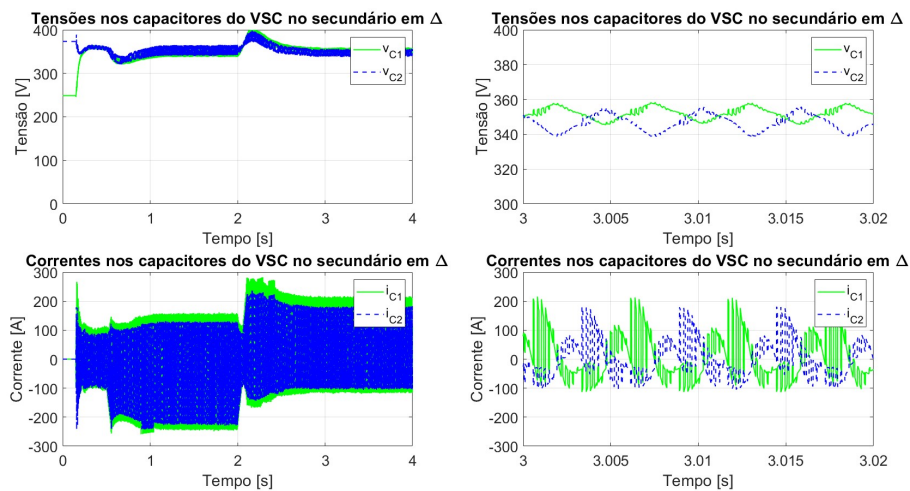 Tensões nos capacitores do VSC no secundário em Δ
Tensão [V]
400
300
200
100
0
v_C1
v_C2
0 1 2 3 4
Tempo [s]
Tensões nos capacitores do VSC no secundário em Δ
Tensão [V]
400
380
360
340
320
300
v_C1
v_C2
3 3.005 3.01 3.015 3.02
Tempo [s]
Correntes nos capacitores do VSC no secundário em Δ
Corrente [A]
300
200
100
0
-100
-200
-300
i_C1
i_C2
0 1 2 3 4
Tempo [s]
Correntes nos capacitores do VSC no secundário em Δ
Corrente [A]
300
200
100
0
-100
-200
-300
i_C1
i_C2
3 3.005 3.01 3.015 3.02
Tempo [s]